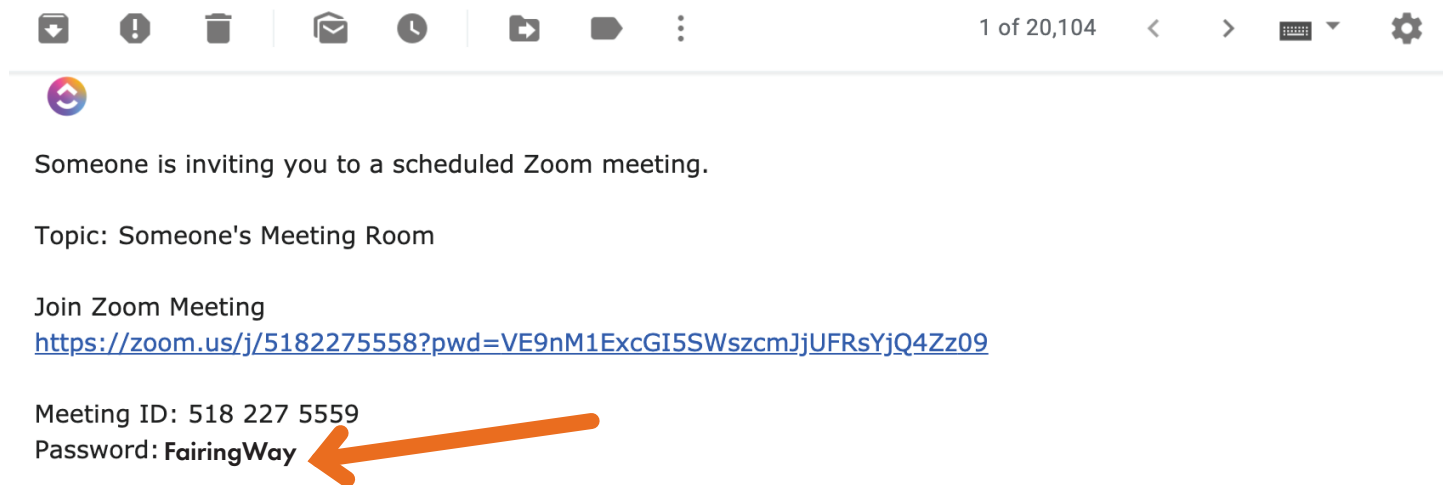 1 of 20,104
Someone is inviting you to a scheduled Zoom meeting.
Topic: Someone's Meeting Room
Join Zoom Meeting
https://zoom.us/j/5182275558?pwd=VE9nM1ExcGI5SWszcmJjUFRsYjQ4Zz09
Meeting ID: 518 227 5559
Password: FairingWay